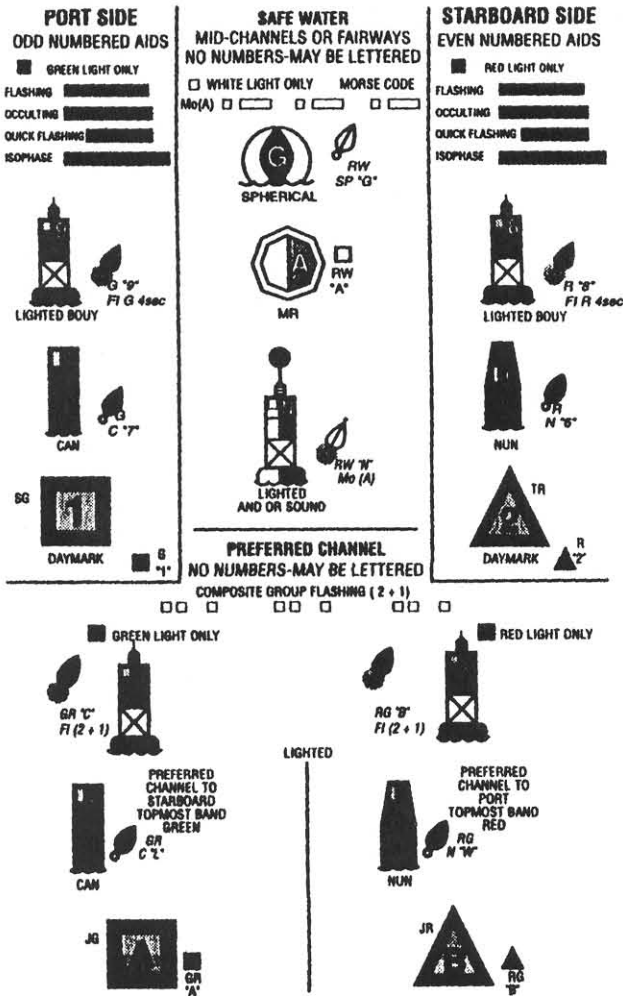 PORT SIDE
ODD NUMBERED AIDS
GREEN LIGHT ONLY
FLASHING
OCCULTING
QUICK FLASHING
ISOPHASE
G "9"
Fl G 4sec
LIGHTED BOUY
G
C "7"
CAN
SG
1
DAYMARK
G
"1"
SAFE WATER
MID-CHANNELS OR FAIRWAYS
NO NUMBERS-MAY BE LETTERED
WHITE LIGHT ONLY MORSE CODE
Mo(A)
G
RW
SP "G"
SPHERICAL
A
RW
"A"
MR
RW "N"
Mo (A)
LIGHTED
AND OR SOUND
STARBOARD SIDE
EVEN NUMBERED AIDS
RED LIGHT ONLY
FLASHING
OCCULTING
QUICK FLASHING
ISOPHASE
R "8"
Fl R 4sec
LIGHTED BOUY
R
N "6"
NUN
TR
2
DAYMARK
R
"2"
PREFERRED CHANNEL
NO NUMBERS-MAY BE LETTERED
COMPOSITE GROUP FLASHING ( 2 + 1)
GREEN LIGHT ONLY
GR "C"
Fl (2 + 1)
RED LIGHT ONLY
RG "B"
Fl (2 + 1)
LIGHTED
PREFERRED
CHANNEL TO
STARBOARD
TOPMOST BAND
GREEN
GR
CAN
PREFERRED
CHANNEL TO
PORT
TOPMOST BAND
RED
RG
N "W"
NUN
JG
A
GR
"A"
JR
RG
"B"